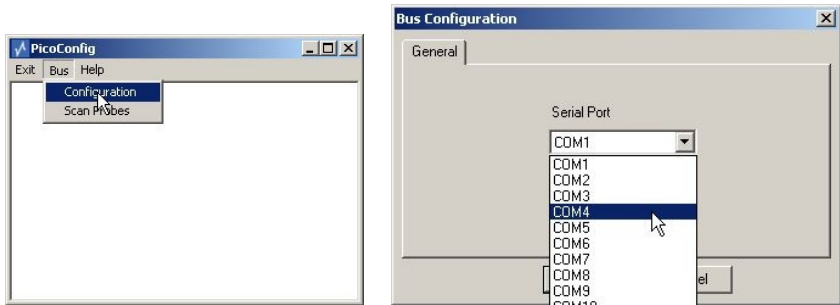 PicoConfig
Exit Bus Help
Configuration
Scan Probes
Bus Configuration
General
Serial Port
COM1
COM1
COM2
COM3
COM4
COM5
COM6
COM7
COM8
el
COM9